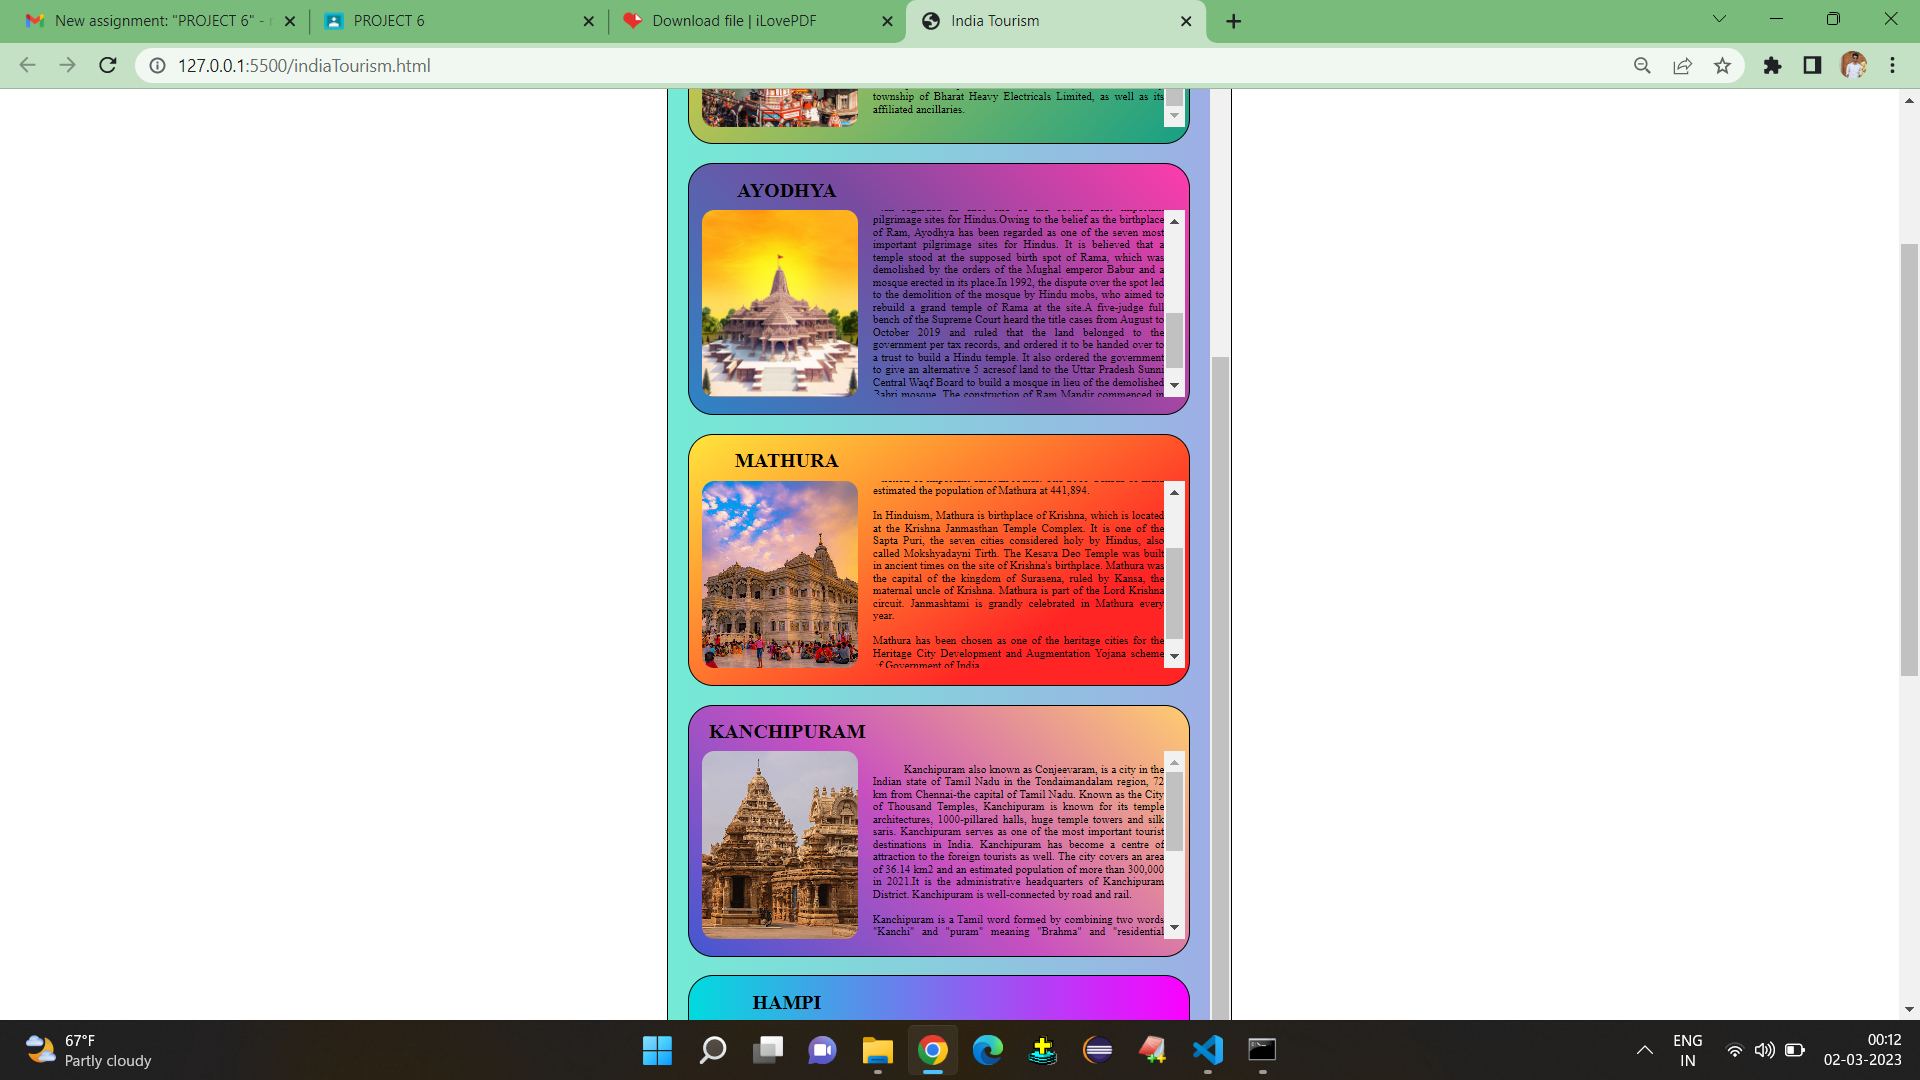 New assignment: "PROJECT 6" -
PROJECT 6
Download file | iLovePDF
India Tourism
127.0.0.1:5500/indiaTourism.html
township of Bharat Heavy Electricals Limited, as well as its
affiliated ancillaries.
AYODHYA
pilgrimage sites for Hindus.Owing to the belief as the birthplace
of Ram, Ayodhya has been regarded as one of the seven most
important pilgrimage sites for Hindus. It is believed that a
temple stood at the supposed birth spot of Rama, which was
demolished by the orders of the Mughal emperor Babur and a
mosque erected in its place.In 1992, the dispute over the spot led
to the demolition of the mosque by Hindu mobs, who aimed to
rebuild a grand temple of Rama at the site.A five-judge full
bench of the Supreme Court heard the title cases from August to
October 2019 and ruled that the land belonged to the
government per tax records, and ordered it to be handed over to
a trust to build a Hindu temple. It also ordered the government
to give an alternative 5 acresof land to the Uttar Pradesh Sunni
Central Waqf Board to build a mosque in lieu of the demolished
Babri mosque. The construction of Ram Mandir commenced in
MATHURA
estimated the population of Mathura at 441,894.
In Hinduism, Mathura is birthplace of Krishna, which is located
at the Krishna Janmasthan Temple Complex. It is one of the
Sapta Puri, the seven cities considered holy by Hindus, also
called Mokshyadayni Tirth. The Kesava Deo Temple was built
in ancient times on the site of Krishna's birthplace. Mathura was
the capital of the kingdom of Surasena, ruled by Kansa, the
maternal uncle of Krishna. Mathura is part of the Lord Krishna
circuit. Janmashtami is grandly celebrated in Mathura every
year.
Mathura has been chosen as one of the heritage cities for the
Heritage City Development and Augmentation Yojana scheme
of Government of India
KANCHIPURAM
Kanchipuram also known as Conjeevaram, is a city in the
Indian state of Tamil Nadu in the Tondaimandalam region, 72
km from Chennai-the capital of Tamil Nadu. Known as the City
of Thousand Temples, Kanchipuram is known for its temple
architectures, 1000-pillared halls, huge temple towers and silk
saris. Kanchipuram serves as one of the most important tourist
destinations in India. Kanchipuram has become a centre of
attraction to the foreign tourists as well. The city covers an area
of 36.14 km2 and an estimated population of more than 300,000
in 2021.It is the administrative headquarters of Kanchipuram
District. Kanchipuram is well-connected by road and rail.
Kanchipuram is a Tamil word formed by combining two words
"Kanchi" and "puram" meaning "Brahma" and "residential
HAMPI
67°F
Partly cloudy
ENG
IN
00:12
02-03-2023